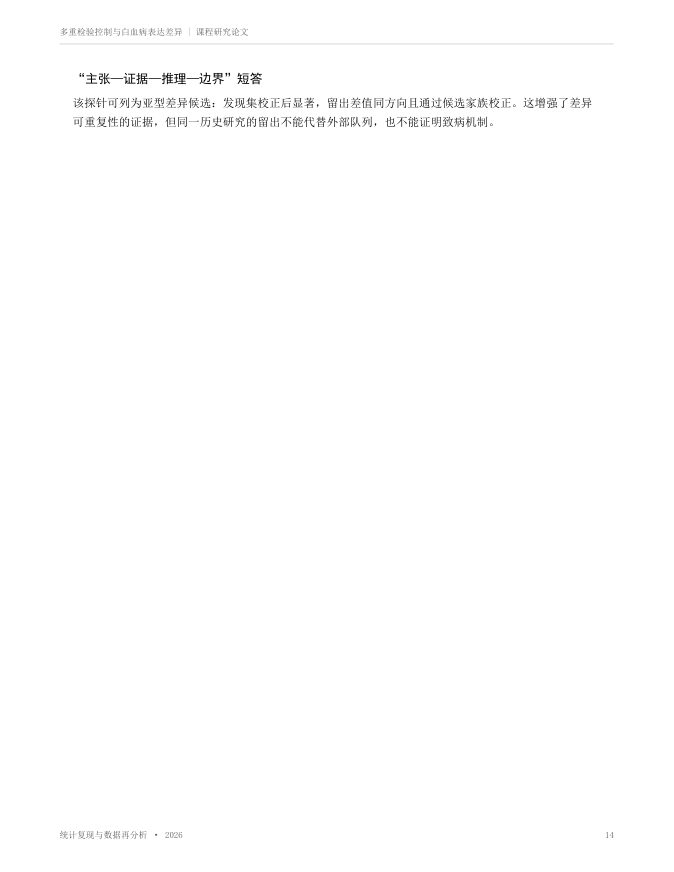 多重检验控制与白血病表达差异 | 课程研究论文
“主张—证据—推理—边界”短答
该探针可列为亚型差异候选：发现集校正后显著，留出差值同方向且通过候选家族校正。这增强了差异
可重复性的证据，但同一历史研究的留出不能代替外部队列，也不能证明致病机制。
统计复现与数据再分析 • 2026
14